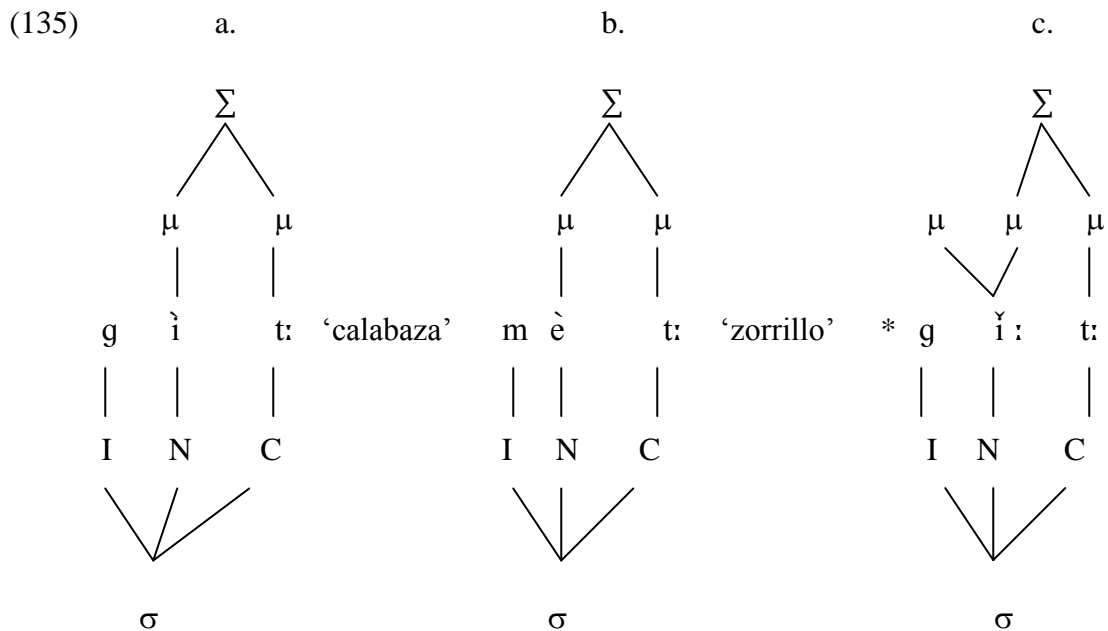 (135) a. b. c.
Σ Σ Σ
μ μ μ μ μ μ μ
ɡ ì tː ‘calabaza’ m è tː ‘zorrillo’ * ɡ ǐː tː
I N C I N C I N C
σ σ σ